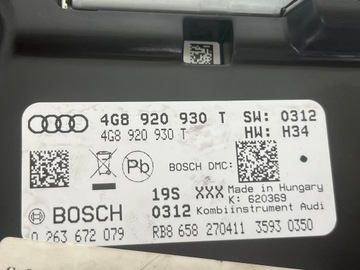 4G8 920 930 T SW: 0312
4G8 920 930 T HW: H34
Pb BOSCH DMC:
19S XXX Made in Hungary
K: 620369
BOSCH 0312 Kombiinstrument Audi
0 263 672 079 RB8 658 270411 3593 0350